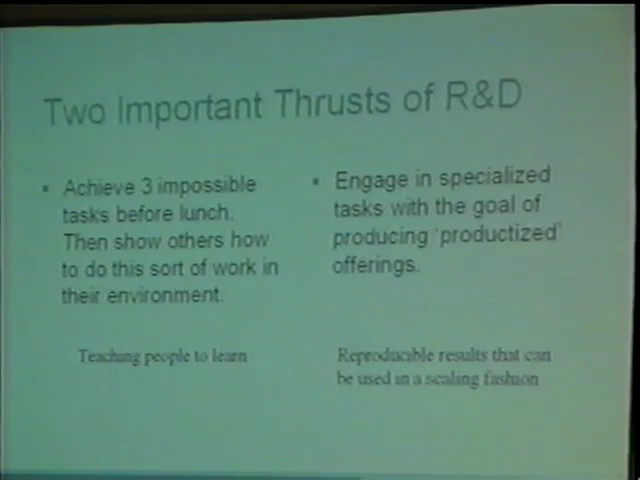 Two Important Thrusts of R&D
▪ Achieve 3 impossible
tasks before lunch.
Then show others how
to do this sort of work in
their environment.
Teaching people to learn
▪ Engage in specialized
tasks with the goal of
producing 'productized'
offerings.
Reproducible results that can
be used in a scaling fashion